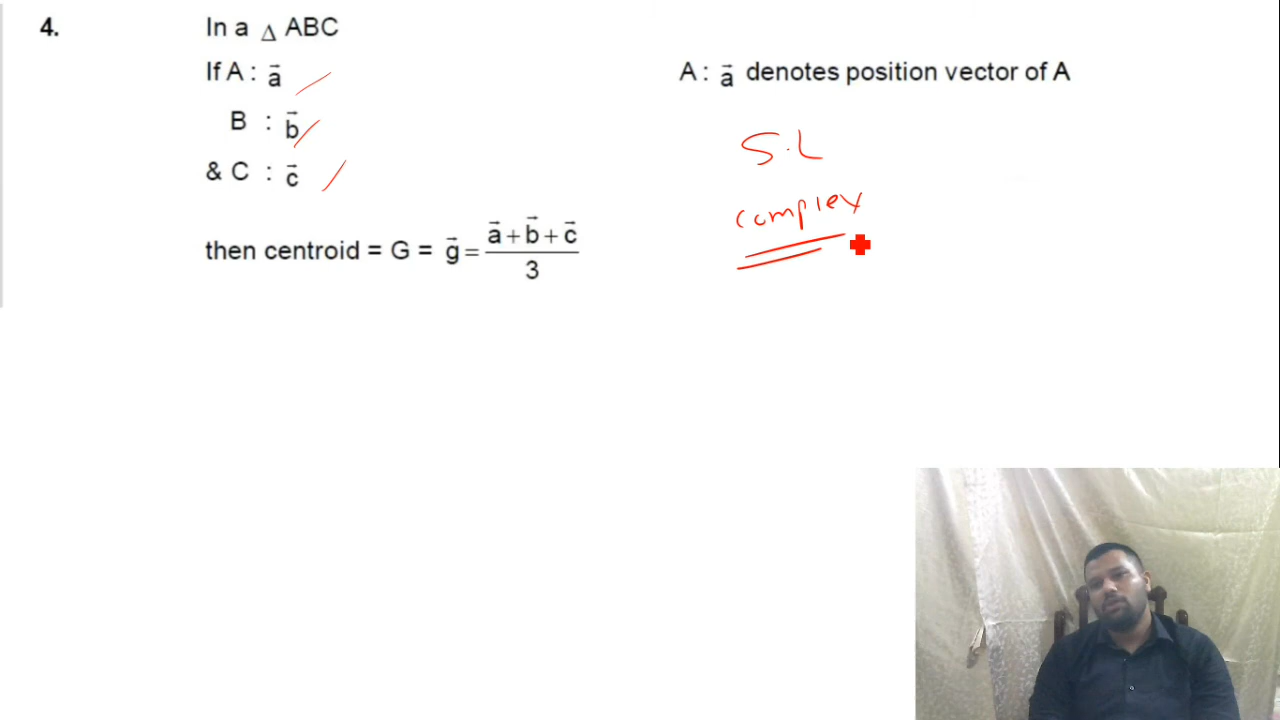 4. In a Δ ABC
If A : a⃗
A : a⃗ denotes position vector of A
B : b⃗
& C : c⃗
S.L
complex
then centroid = G = g⃗ = (a⃗ + b⃗ + c⃗)/3